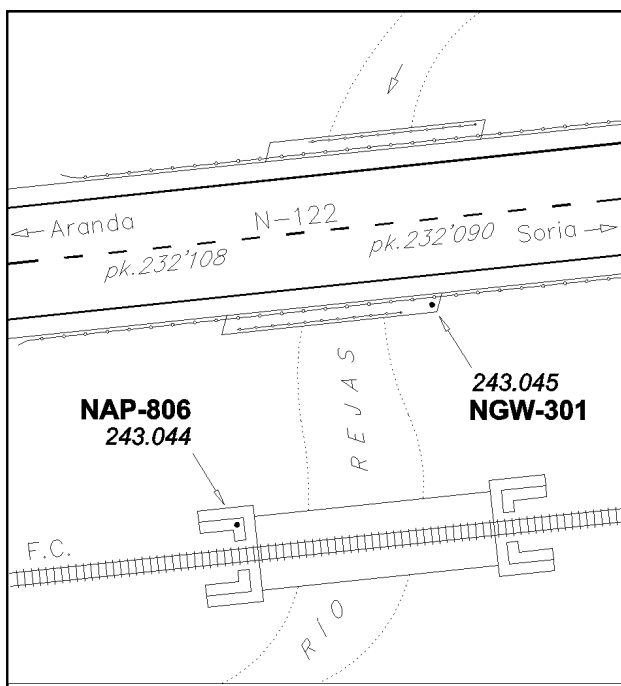 ← Aranda
N-122
pk.232'108
pk.232'090
Soria →
REJAS
243.045
NGW-301
NAP-806
243.044
F.C.
RIO